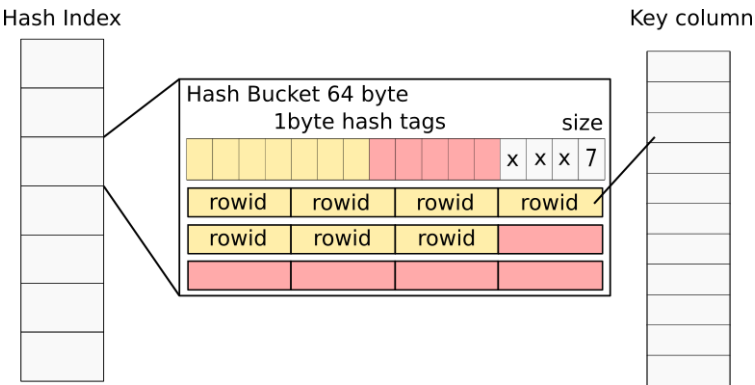 Hash Index
Key column
Hash Bucket 64 byte
1byte hash tags
size
x x x 7
rowid rowid rowid rowid
rowid rowid rowid